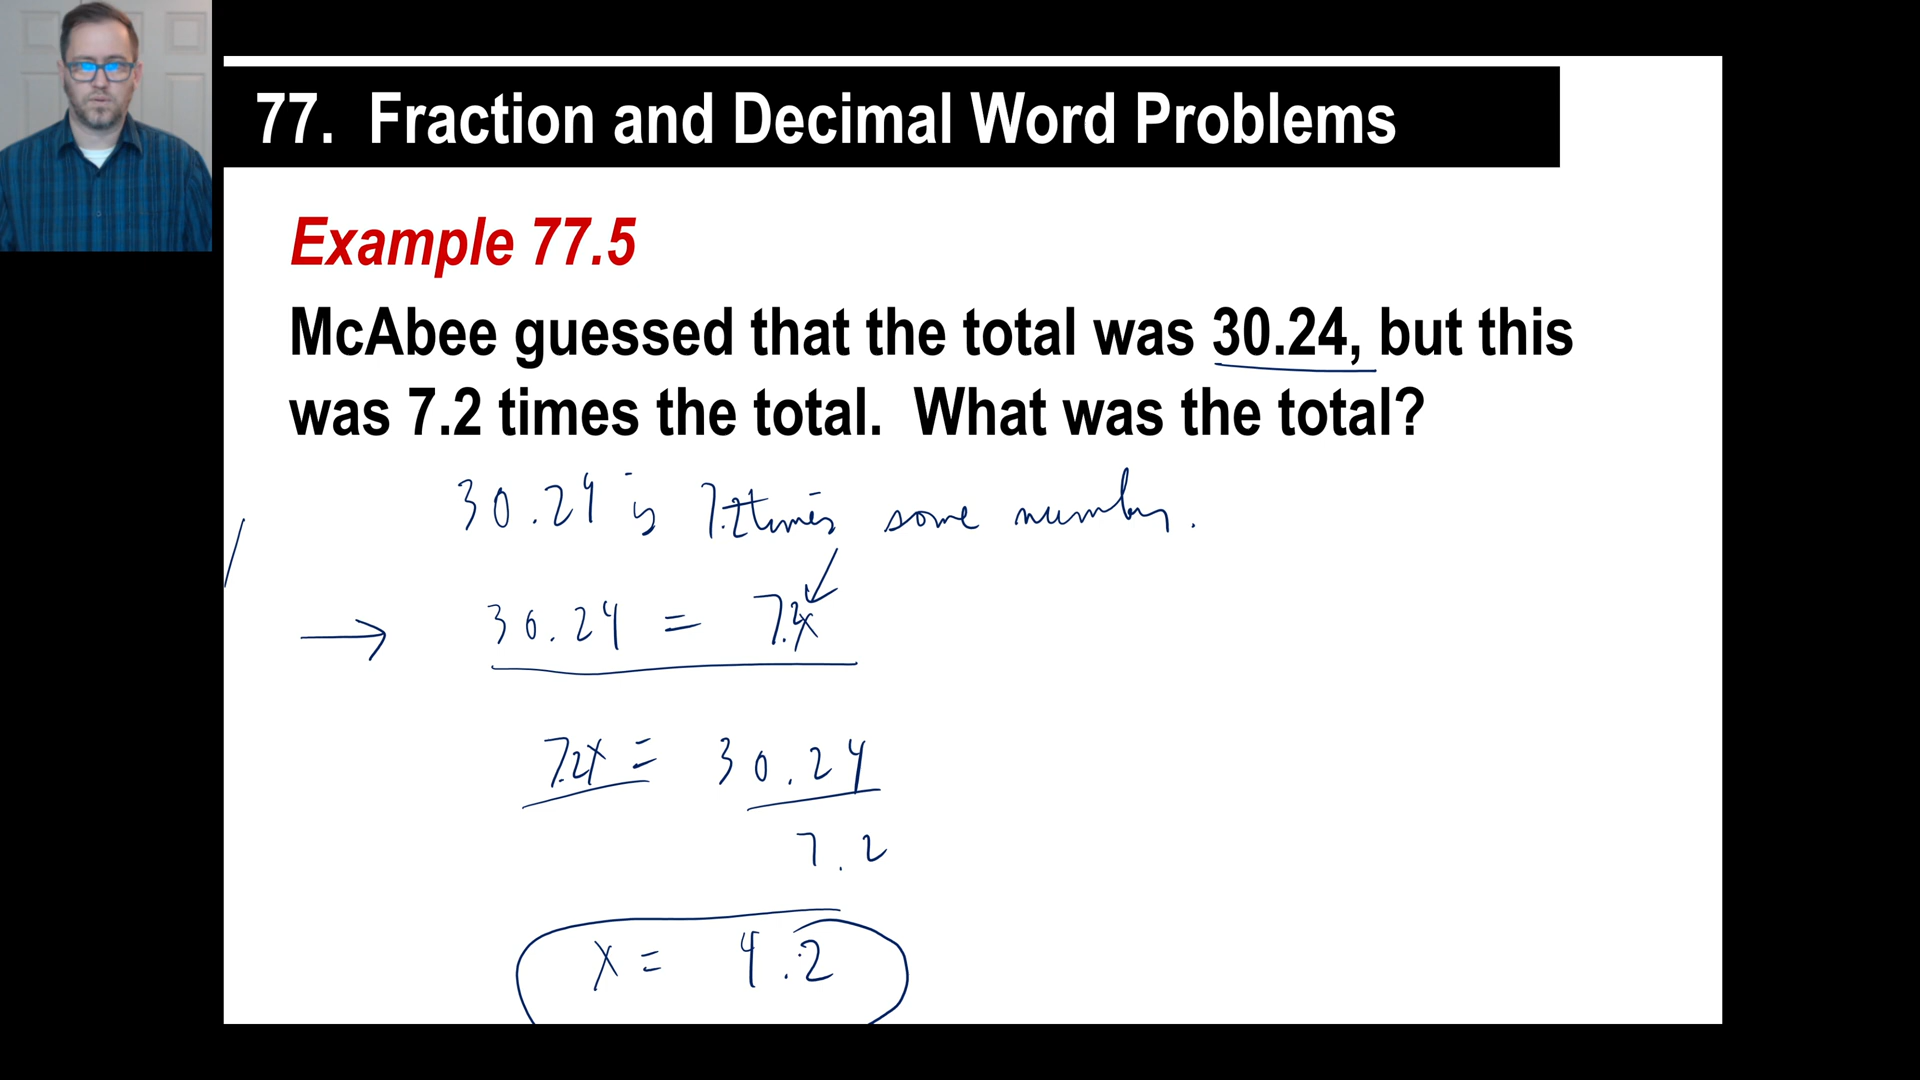 77. Fraction and Decimal Word Problems
Example 77.5
McAbee guessed that the total was 30.24, but this
was 7.2 times the total. What was the total?
30.24 is 7.2 times some number.
30.24 = 7.2x
7.2x = 30.24
7.2
x = 4.2